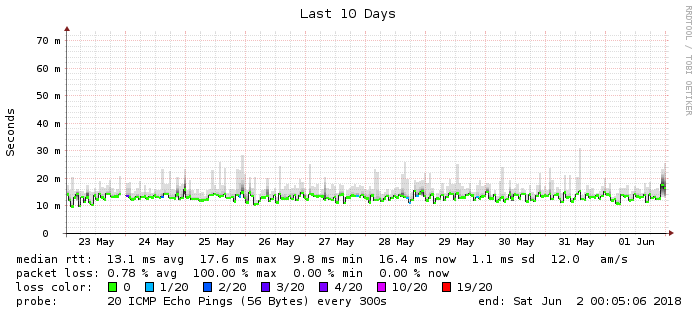 Last 10 Days
RRDTOOL / TOBI OETIKER
Seconds
70 m
60 m
50 m
40 m
30 m
20 m
10 m
0
23 May 24 May 25 May 26 May 27 May 28 May 29 May 30 May 31 May 01 Jun
median rtt: 13.1 ms avg 17.6 ms max 9.8 ms min 16.4 ms now 1.1 ms sd 12.0 am/s
packet loss: 0.78 % avg 100.00 % max 0.00 % min 0.00 % now
loss color: 0 1/20 2/20 3/20 4/20 10/20 19/20
probe: 20 ICMP Echo Pings (56 Bytes) every 300s end: Sat Jun 2 00:05:06 2018